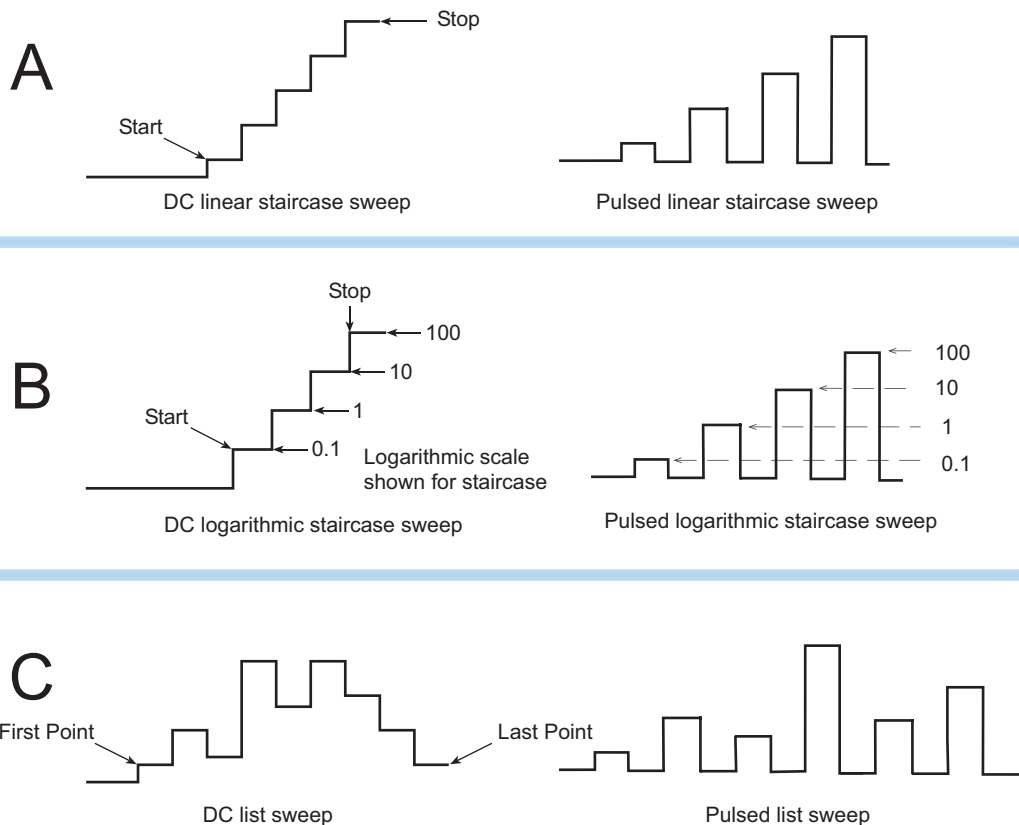 A
Stop
Start
DC linear staircase sweep
Pulsed linear staircase sweep
B
Stop
100
10
1
0.1
Start
Logarithmic scale
shown for staircase
DC logarithmic staircase sweep
100
10
1
0.1
Pulsed logarithmic staircase sweep
C
First Point
Last Point
DC list sweep
Pulsed list sweep